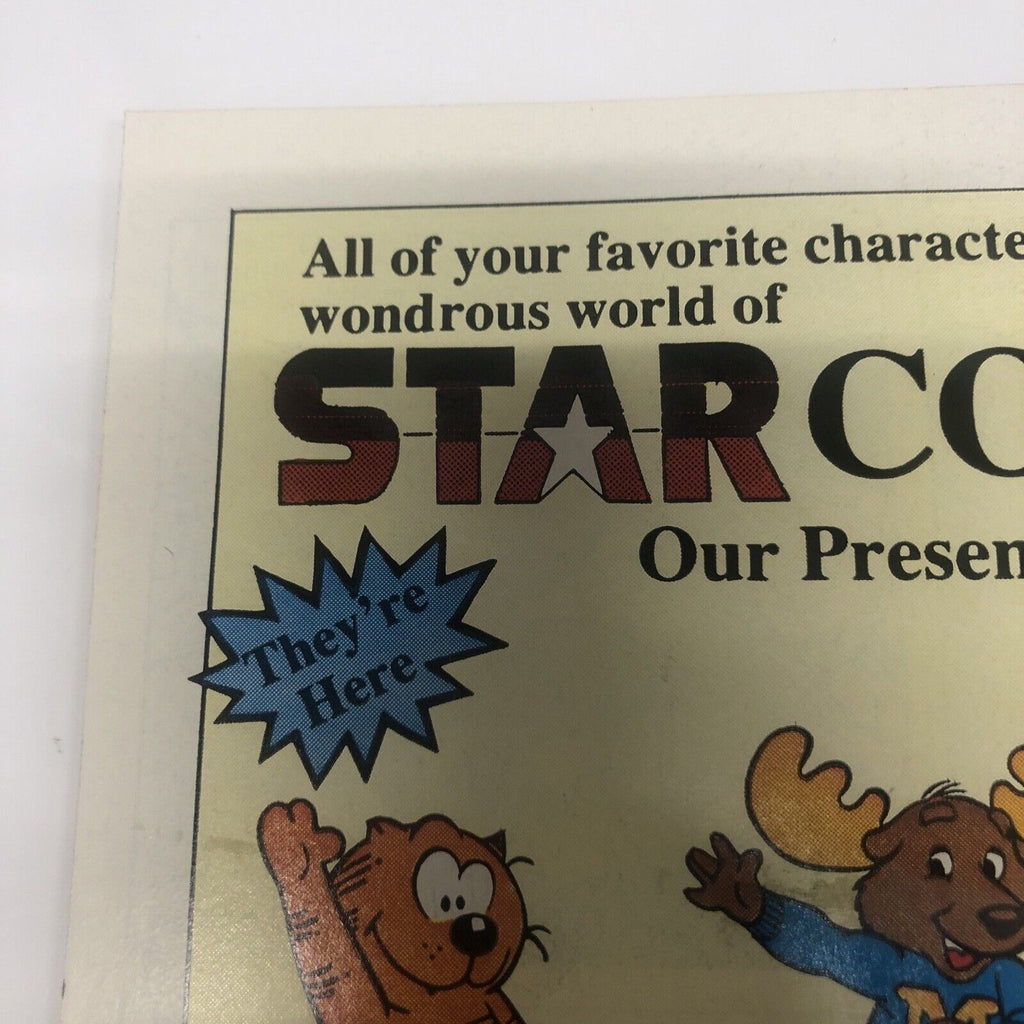 All of your favorite characte
wondrous world of
STAR CO
Our Presen
They're
Here
M